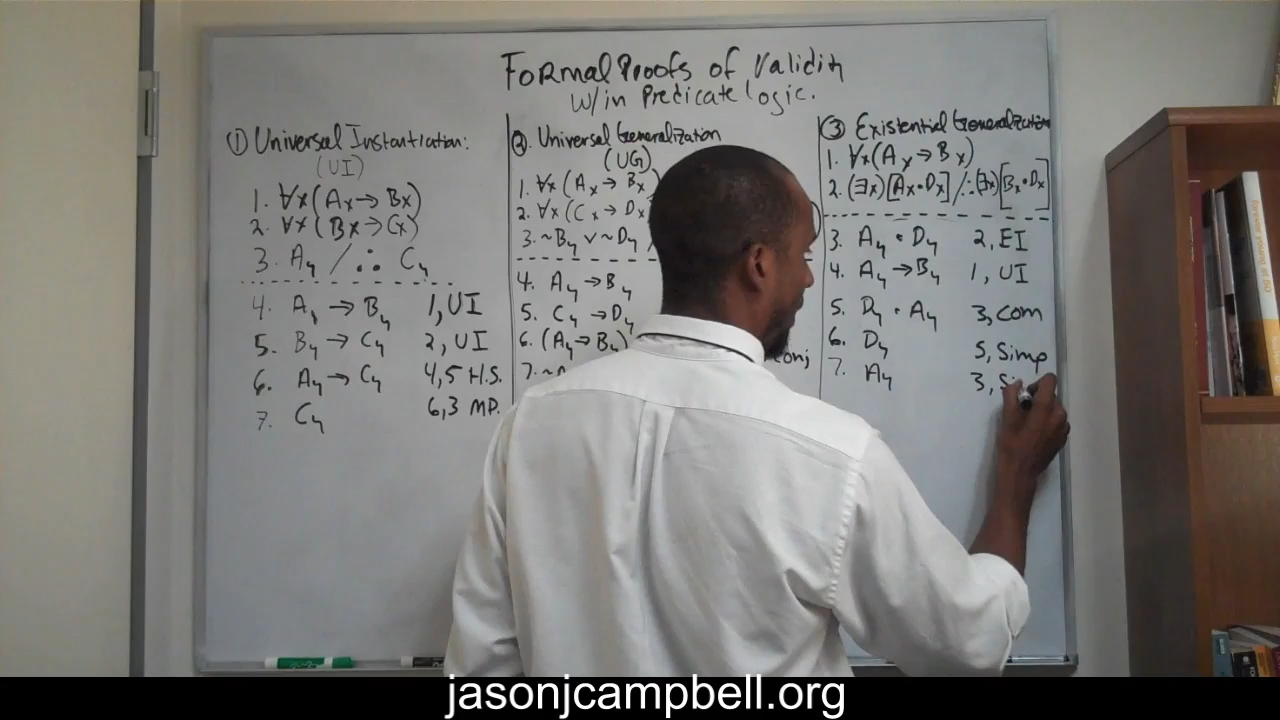 Formal Proofs of Validity
w/in Predicate logic.
① Universal Instantiation:
(UI)
1. ∀x(Ax → Bx)
2. ∀x(Bx → Cx)
3. Ay /∴ Cy
4. Ay → By 1, UI
5. By → Cy 2, UI
6. Ay → Cy 4,5 H.S.
7. Cy 6,3 MP.
②. Universal Generalization
(UG)
1. ∀x (Ax → Bx
2. ∀x (Cx → Dx
3. ~By ∨ ~Dy /
4. Ay → By
5. Cy → Dy
6. (Ay → By) conj
7. ~A
③ Existential Generalization
1. ∀x(Ax → Bx)
2. (∃x)[Ax • Dx] /∴ (∃x)[Bx • Dx]
3. Ay • Dy 2, EI
4. Ay → By 1, UI
5. Dy • Ay 3, com
6. Dy 5, Simp
7. Ay 3, Si
jasonjcampbell.org